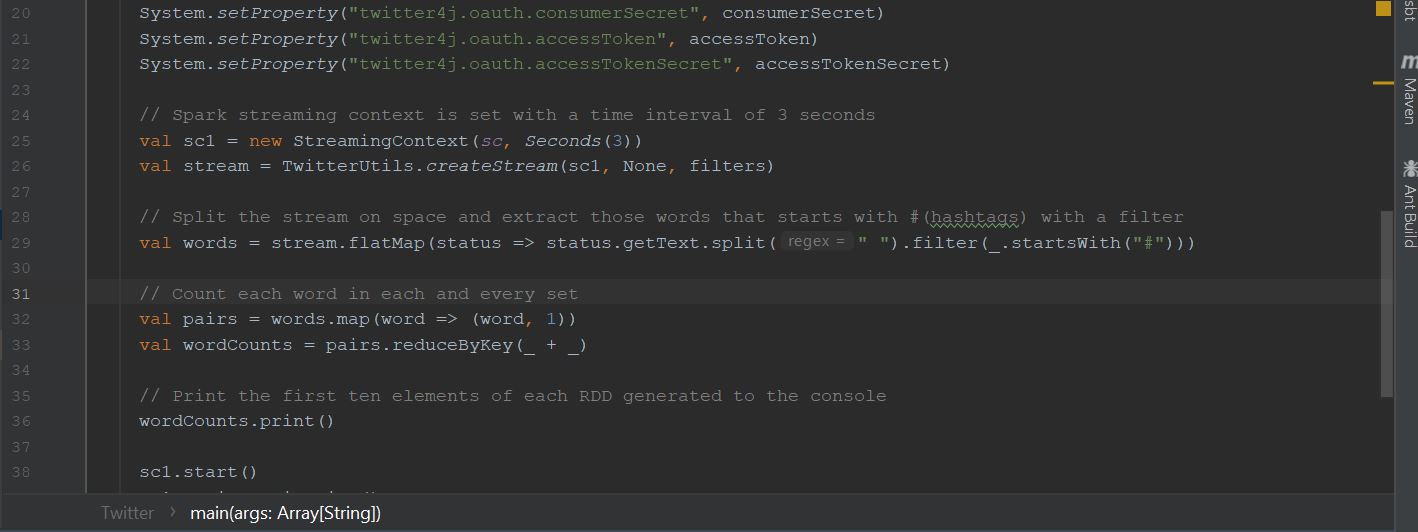 20 System.setProperty("twitter4j.oauth.consumerSecret", consumerSecret)
21 System.setProperty("twitter4j.oauth.accessToken", accessToken)
22 System.setProperty("twitter4j.oauth.accessTokenSecret", accessTokenSecret)
23
24 // Spark streaming context is set with a time interval of 3 seconds
25 val sc1 = new StreamingContext(sc, Seconds(3))
26 val stream = TwitterUtils.createStream(sc1, None, filters)
27
28 // Split the stream on space and extract those words that starts with #(hashtags) with a filter
29 val words = stream.flatMap(status => status.getText.split( regex = " ").filter(_.startsWith("#")))
30
31 // Count each word in each and every set
32 val pairs = words.map(word => (word, 1))
33 val wordCounts = pairs.reduceByKey(_ + _)
34
35 // Print the first ten elements of each RDD generated to the console
36 wordCounts.print()
37
38 sc1.start()
Twitter > main(args: Array[String])
sbt
m
Maven
Ant Build